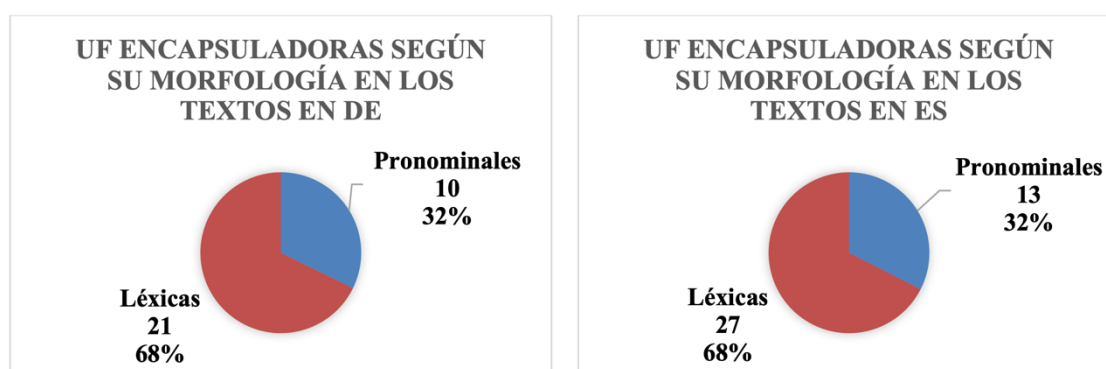 UF ENCAPSULADORAS SEGÚN
SU MORFOLOGÍA EN LOS
TEXTOS EN DE
Pronominales
10
32%
Léxicas
21
68%
UF ENCAPSULADORAS SEGÚN
SU MORFOLOGÍA EN LOS
TEXTOS EN ES
Pronominales
13
32%
Léxicas
27
68%